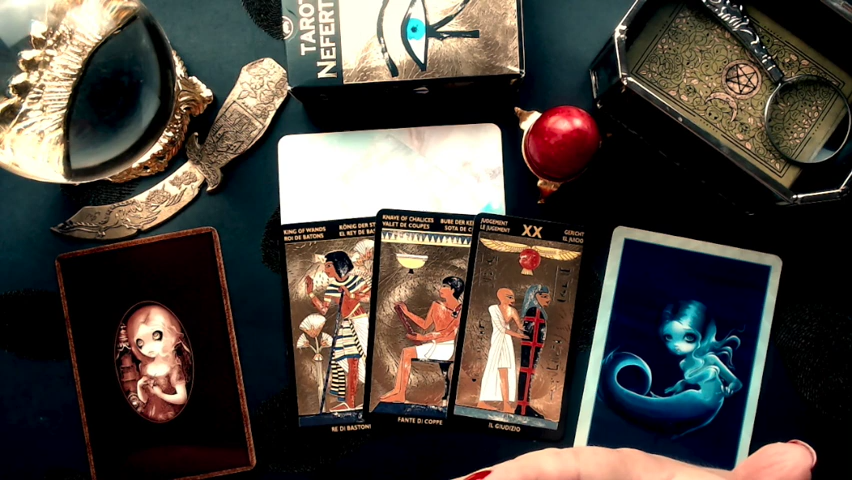 TAROT
NEFERT
KING OF WANDS
ROI DE BATONS
KÖNIG DER ST
EL REY DE BAS
RE DI BASTONI
KNAVE OF CHALICES
VALET DE COUPES
BUBE DER KE
SOTA DE C
FANTE DI COPPE
JUDGEMENT
LE JUGEMENT
XX
GERICHT
EL JUICIO
IL GIUDIZIO